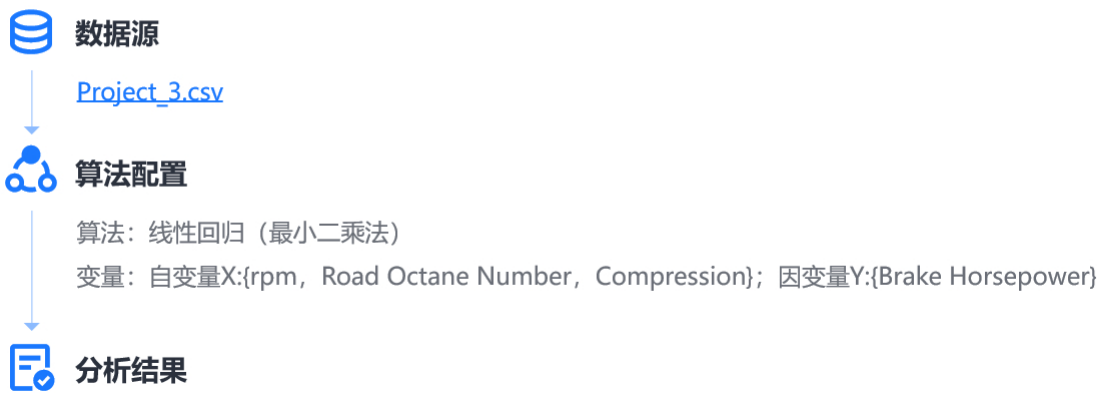 数据源
Project_3.csv
算法配置
算法：线性回归（最小二乘法）
变量：自变量X:{rpm，Road Octane Number，Compression}；因变量Y:{Brake Horsepower}
分析结果